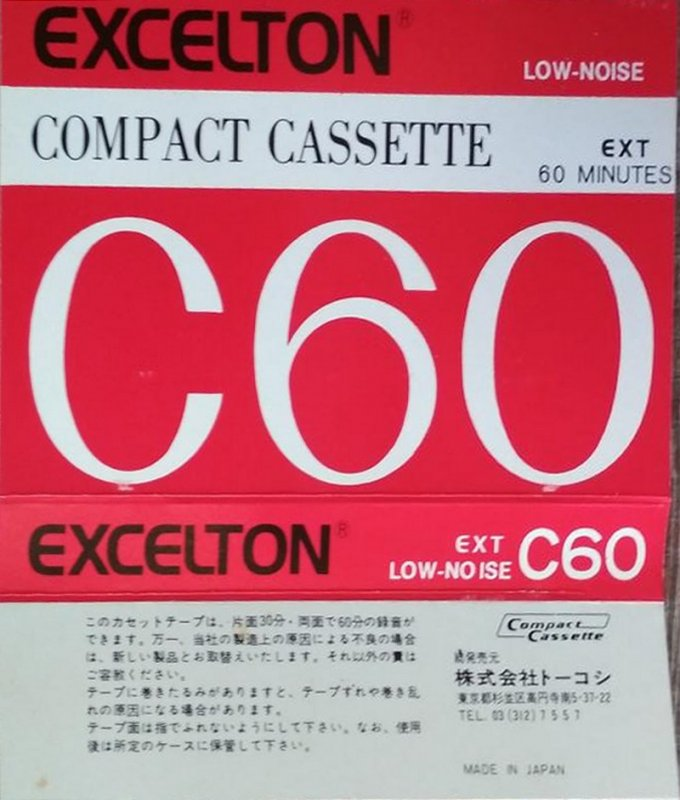 EXCELTON®
LOW-NOISE
COMPACT CASSETTE
EXT
60 MINUTES
C60
EXCELTON®
EXT
LOW-NOISE
C60
このカセットテープは、片面30分・両面で60分の録音が
できます。万一、当社の製造上の原因による不良の場合
は、新しい製品とお取替えいたします。それ以外の責は
ご容赦ください。
テープに巻きたるみがありますと、テープずれや巻き乱
れの原因になる場合があります。
テープ面は指でふれないようにして下さい。なお、使用
後は所定のケースに保管して下さい。
Compact
Cassette
発売元
株式会社トーコシ
東京都杉並区高円寺南5-37-22
TEL. 03 (312) 7 5 5 7
MADE IN JAPAN